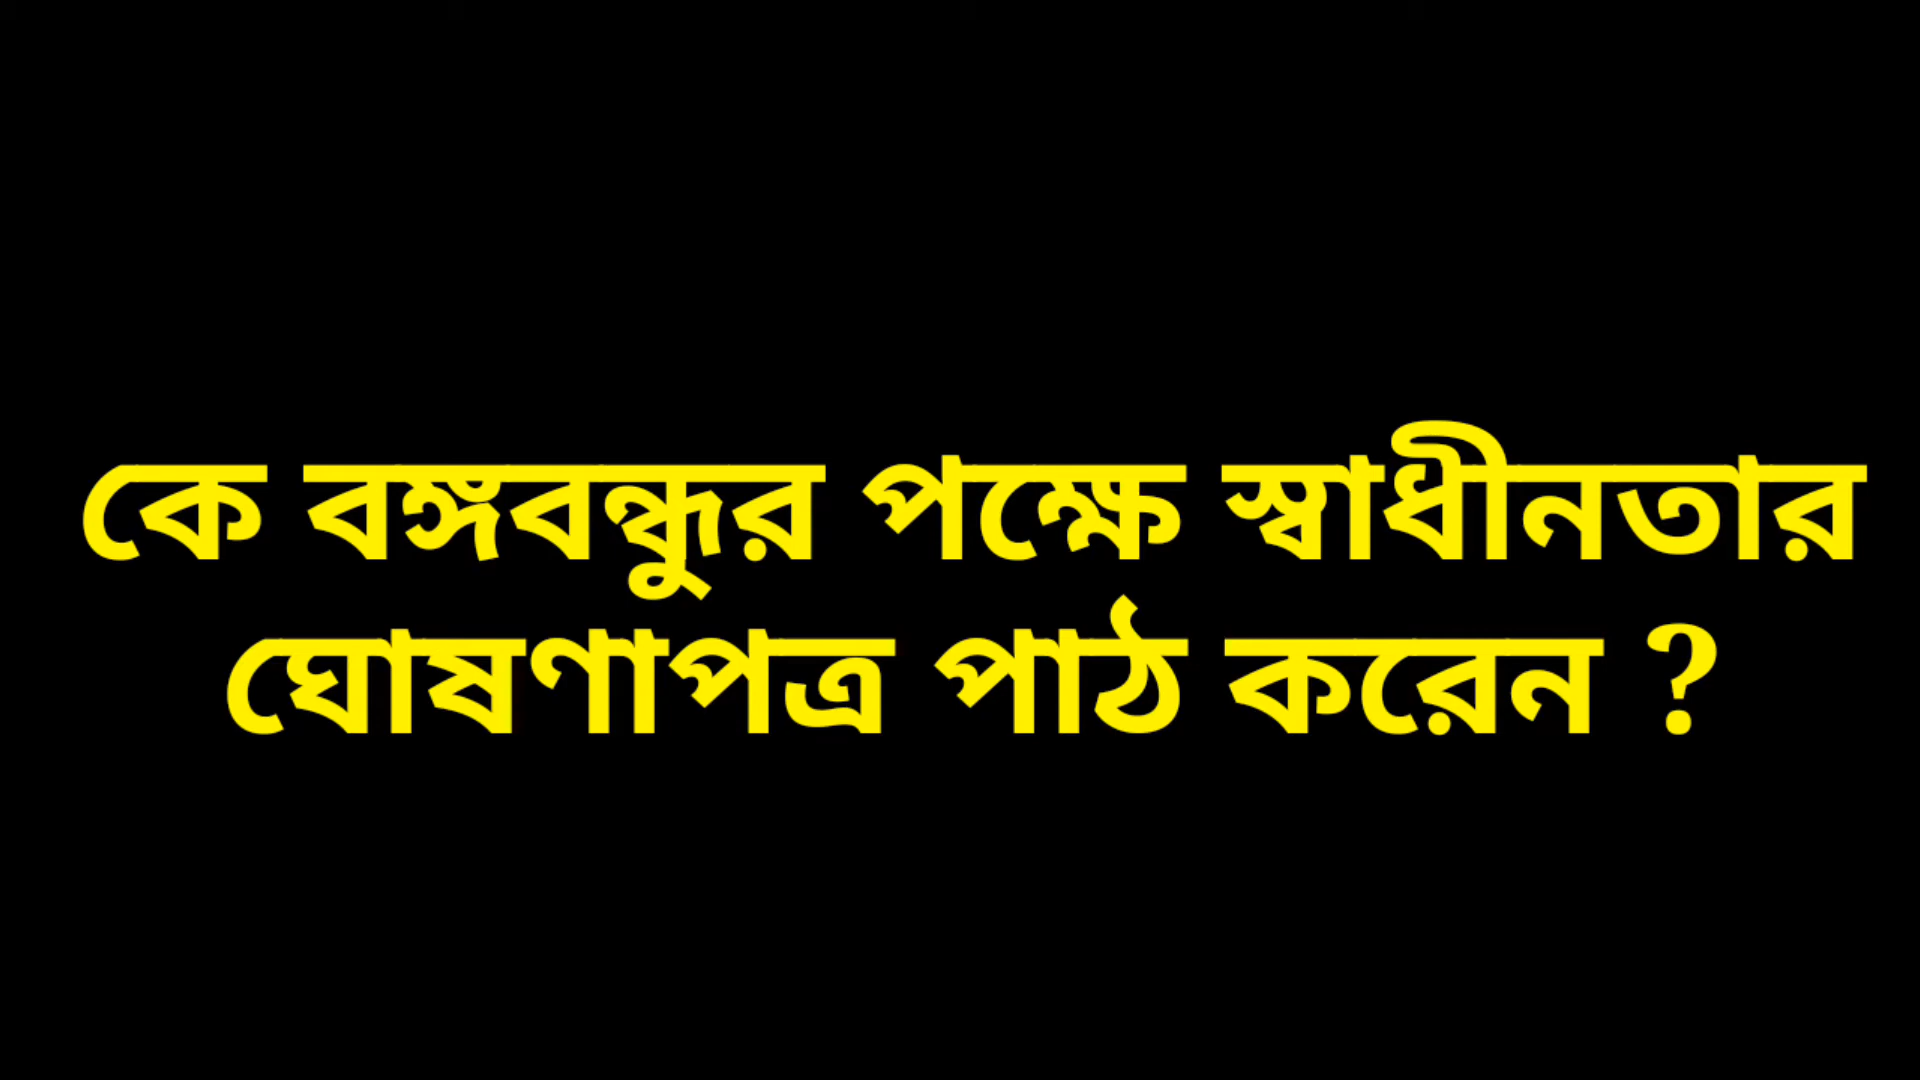 কে বঙ্গবন্ধুর পক্ষে স্বাধীনতার
ঘোষণাপত্র পাঠ করেন ?